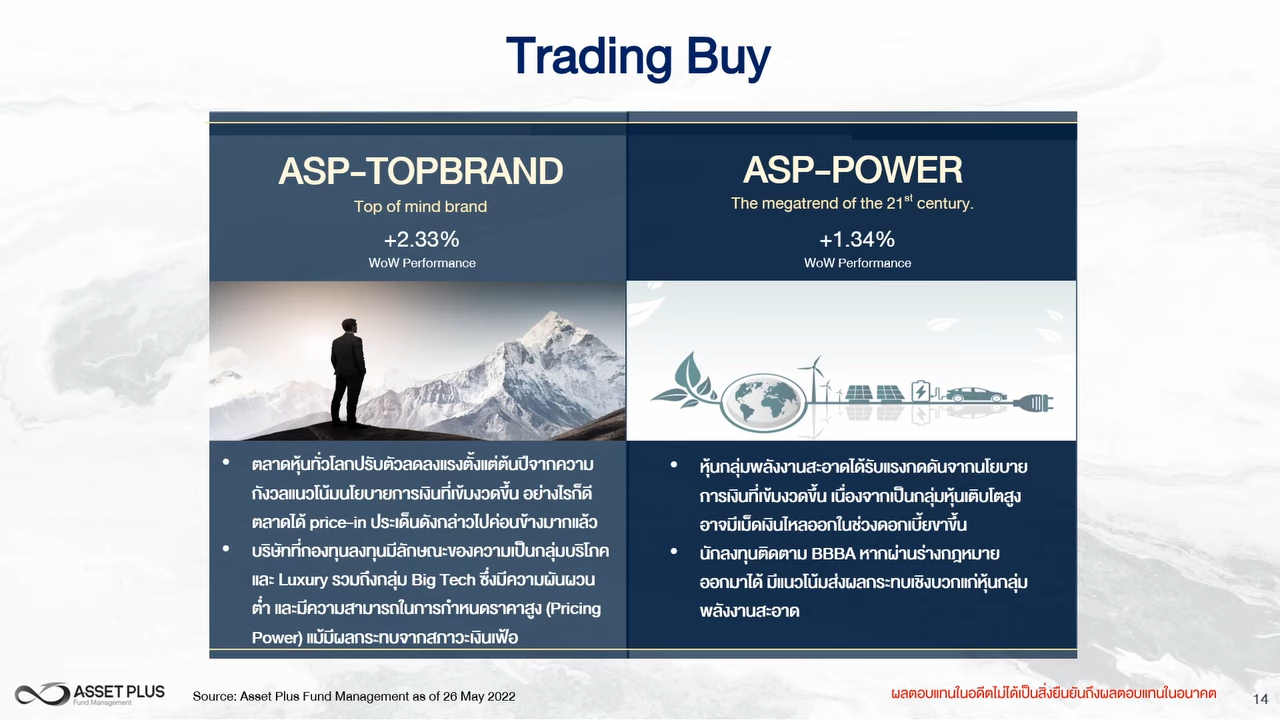 Trading Buy
ASP-TOPBRAND
Top of mind brand
+2.33%
WoW Performance
• ตลาดหุ้นทั่วโลกปรับตัวลดลงแรงตั้งแต่ต้นปีจากความ
กังวลแนวโน้มนโยบายการเงินที่เข้มงวดขึ้น อย่างไรก็ดี
ตลาดได้ price-in ประเด็นดังกล่าวไปค่อนข้างมากแล้ว
• บริษัทที่กองทุนลงทุนมีลักษณะของความเป็นกลุ่มบริโภค
และ Luxury รวมถึงกลุ่ม Big Tech ซึ่งมีความผันผวน
ต่ำ และมีความสามารถในการกำหนดราคาสูง (Pricing
Power) แม้มีผลกระทบจากสภาวะเงินเฟ้อ
ASP-POWER
The megatrend of the 21st century.
+1.34%
WoW Performance
• หุ้นกลุ่มพลังงานสะอาดได้รับแรงกดดันจากนโยบาย
การเงินที่เข้มงวดขึ้น เนื่องจากเป็นกลุ่มหุ้นเติบโตสูง
อาจมีเม็ดเงินไหลออกในช่วงดอกเบี้ยขาขึ้น
• นักลงทุนติดตาม BBBA หากผ่านร่างกฎหมาย
ออกมาได้ มีแนวโน้มส่งผลกระทบเชิงบวกแก่หุ้นกลุ่ม
พลังงานสะอาด
ASSET PLUS
Fund Management
Source: Asset Plus Fund Management as of 26 May 2022
ผลตอบแทนในอดีตไม่ได้เป็นสิ่งยืนยันถึงผลตอบแทนในอนาคต
14